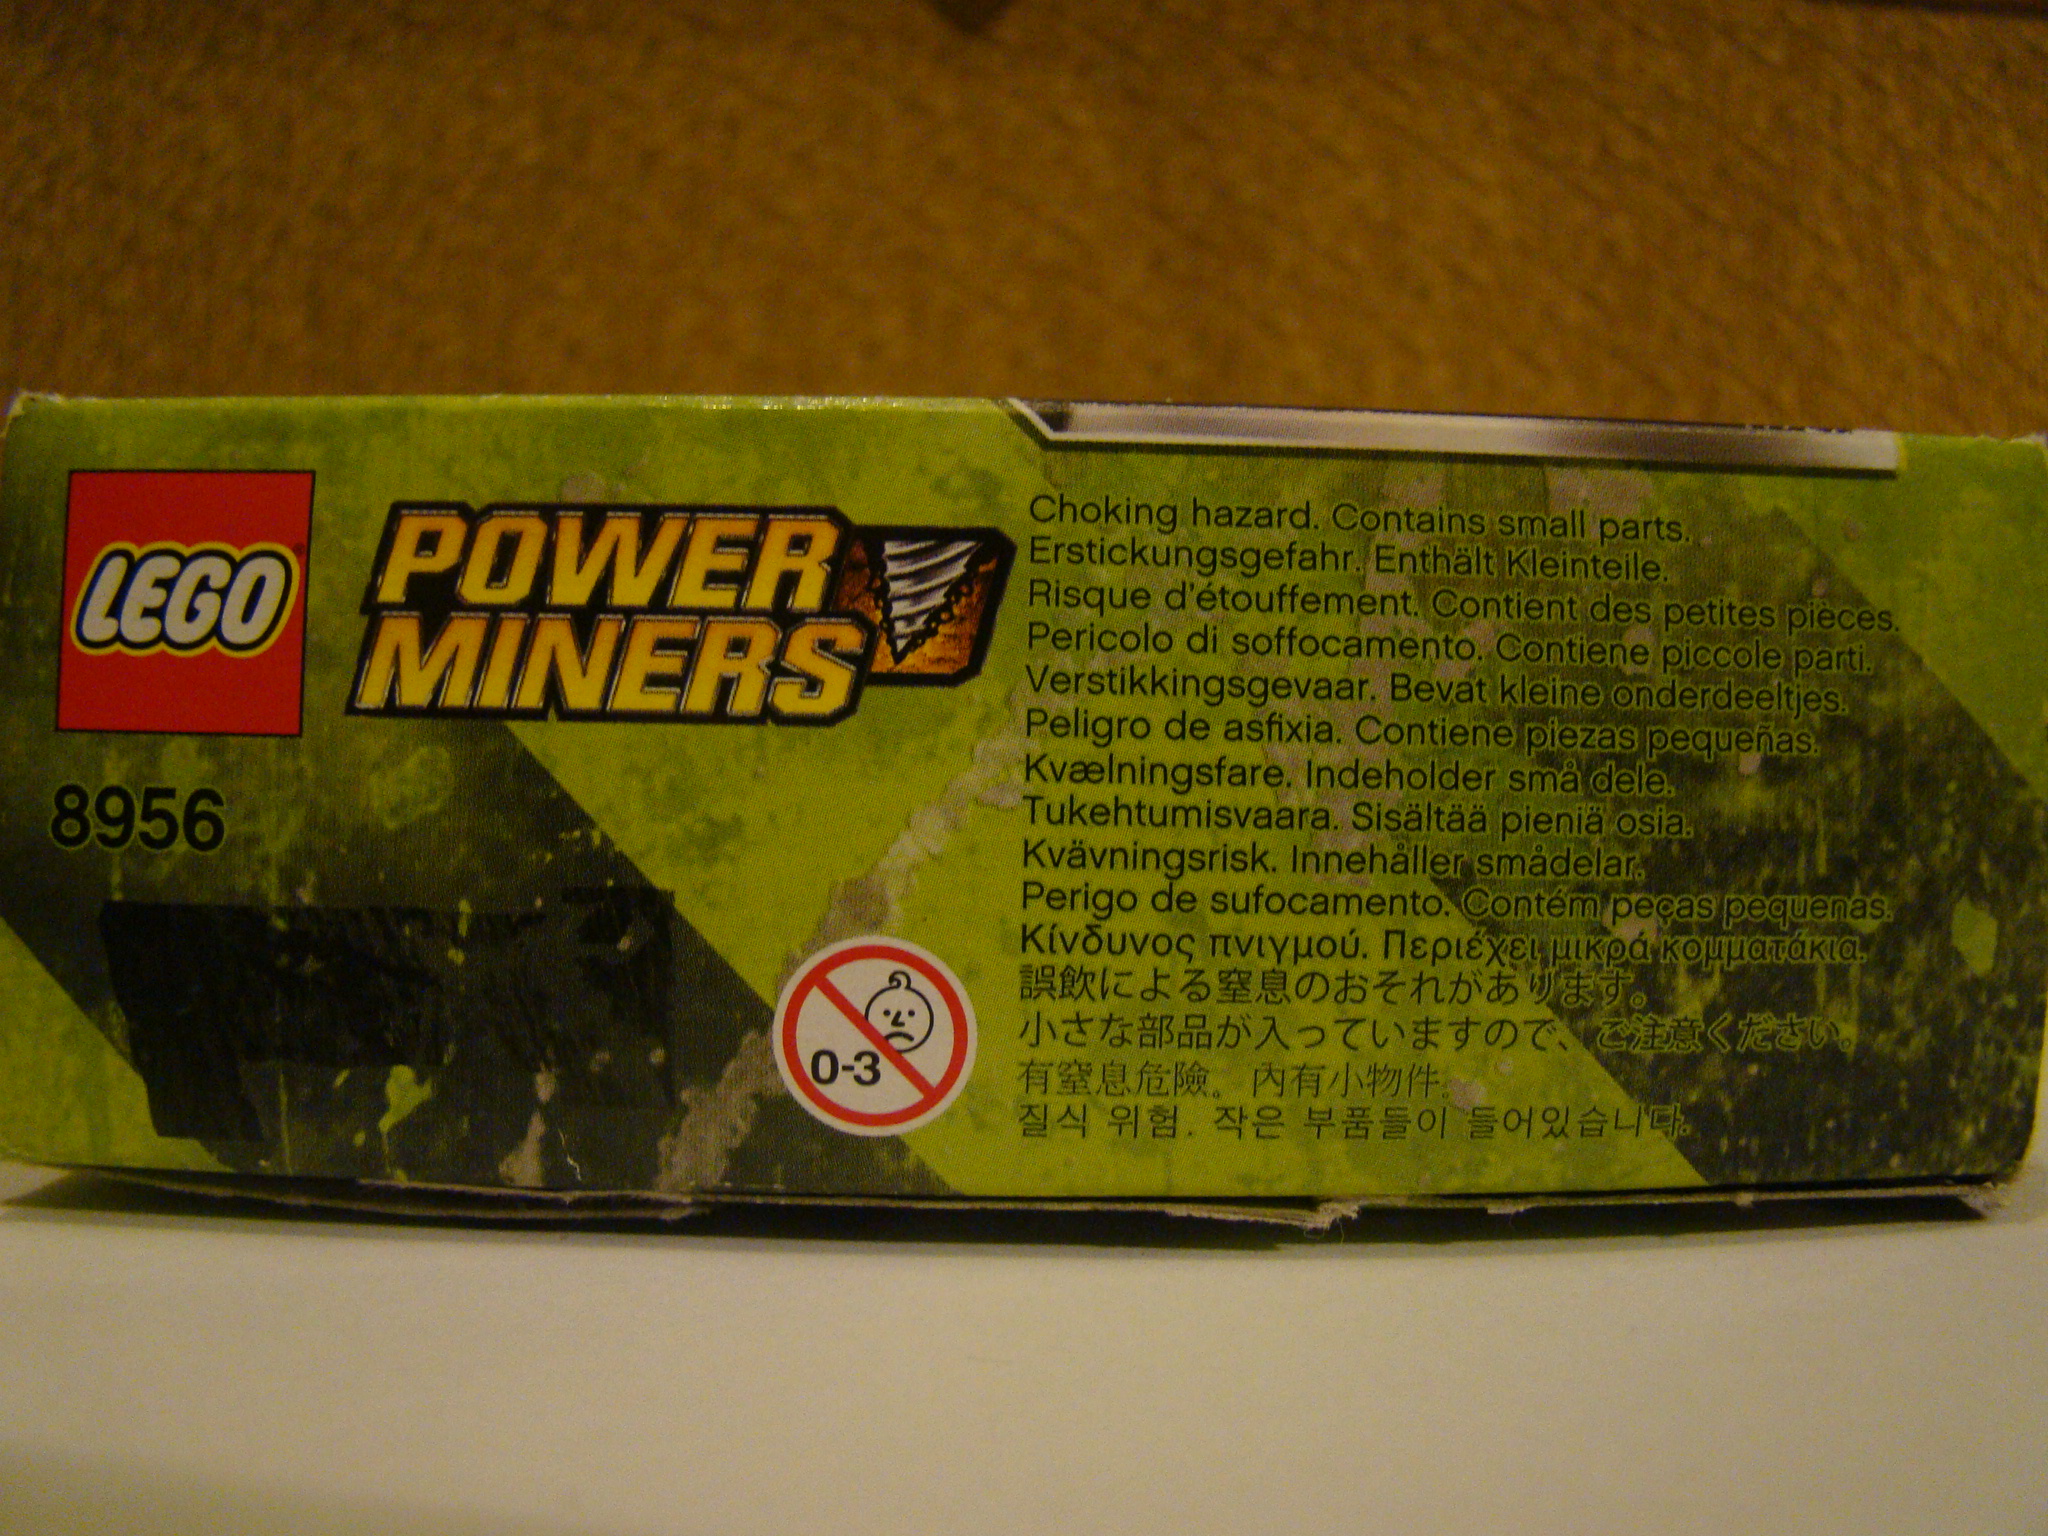 LEGO
POWER
MINERS
8956
0-3
Choking hazard. Contains small parts.
Erstickungsgefahr. Enthält Kleinteile.
Risque d'étouffement. Contient des petites pièces.
Pericolo di soffocamento. Contiene piccole parti.
Verstikkingsgevaar. Bevat kleine onderdeeltjes.
Peligro de asfixia. Contiene piezas pequeñas.
Kvælningsfare. Indeholder små dele.
Tukehtumisvaara. Sisältää pieniä osia.
Kvävningsrisk. Innehåller smådelar.
Perigo de sufocamento. Contém peças pequenas.
Κίνδυνος πνιγμού. Περιέχει μικρά κομματάκια.
誤飲による窒息のおそれがあります。
小さな部品が入っていますので、ご注意ください。
有窒息危險。內有小物件。
질식 위험. 작은 부품들이 들어있습니다.